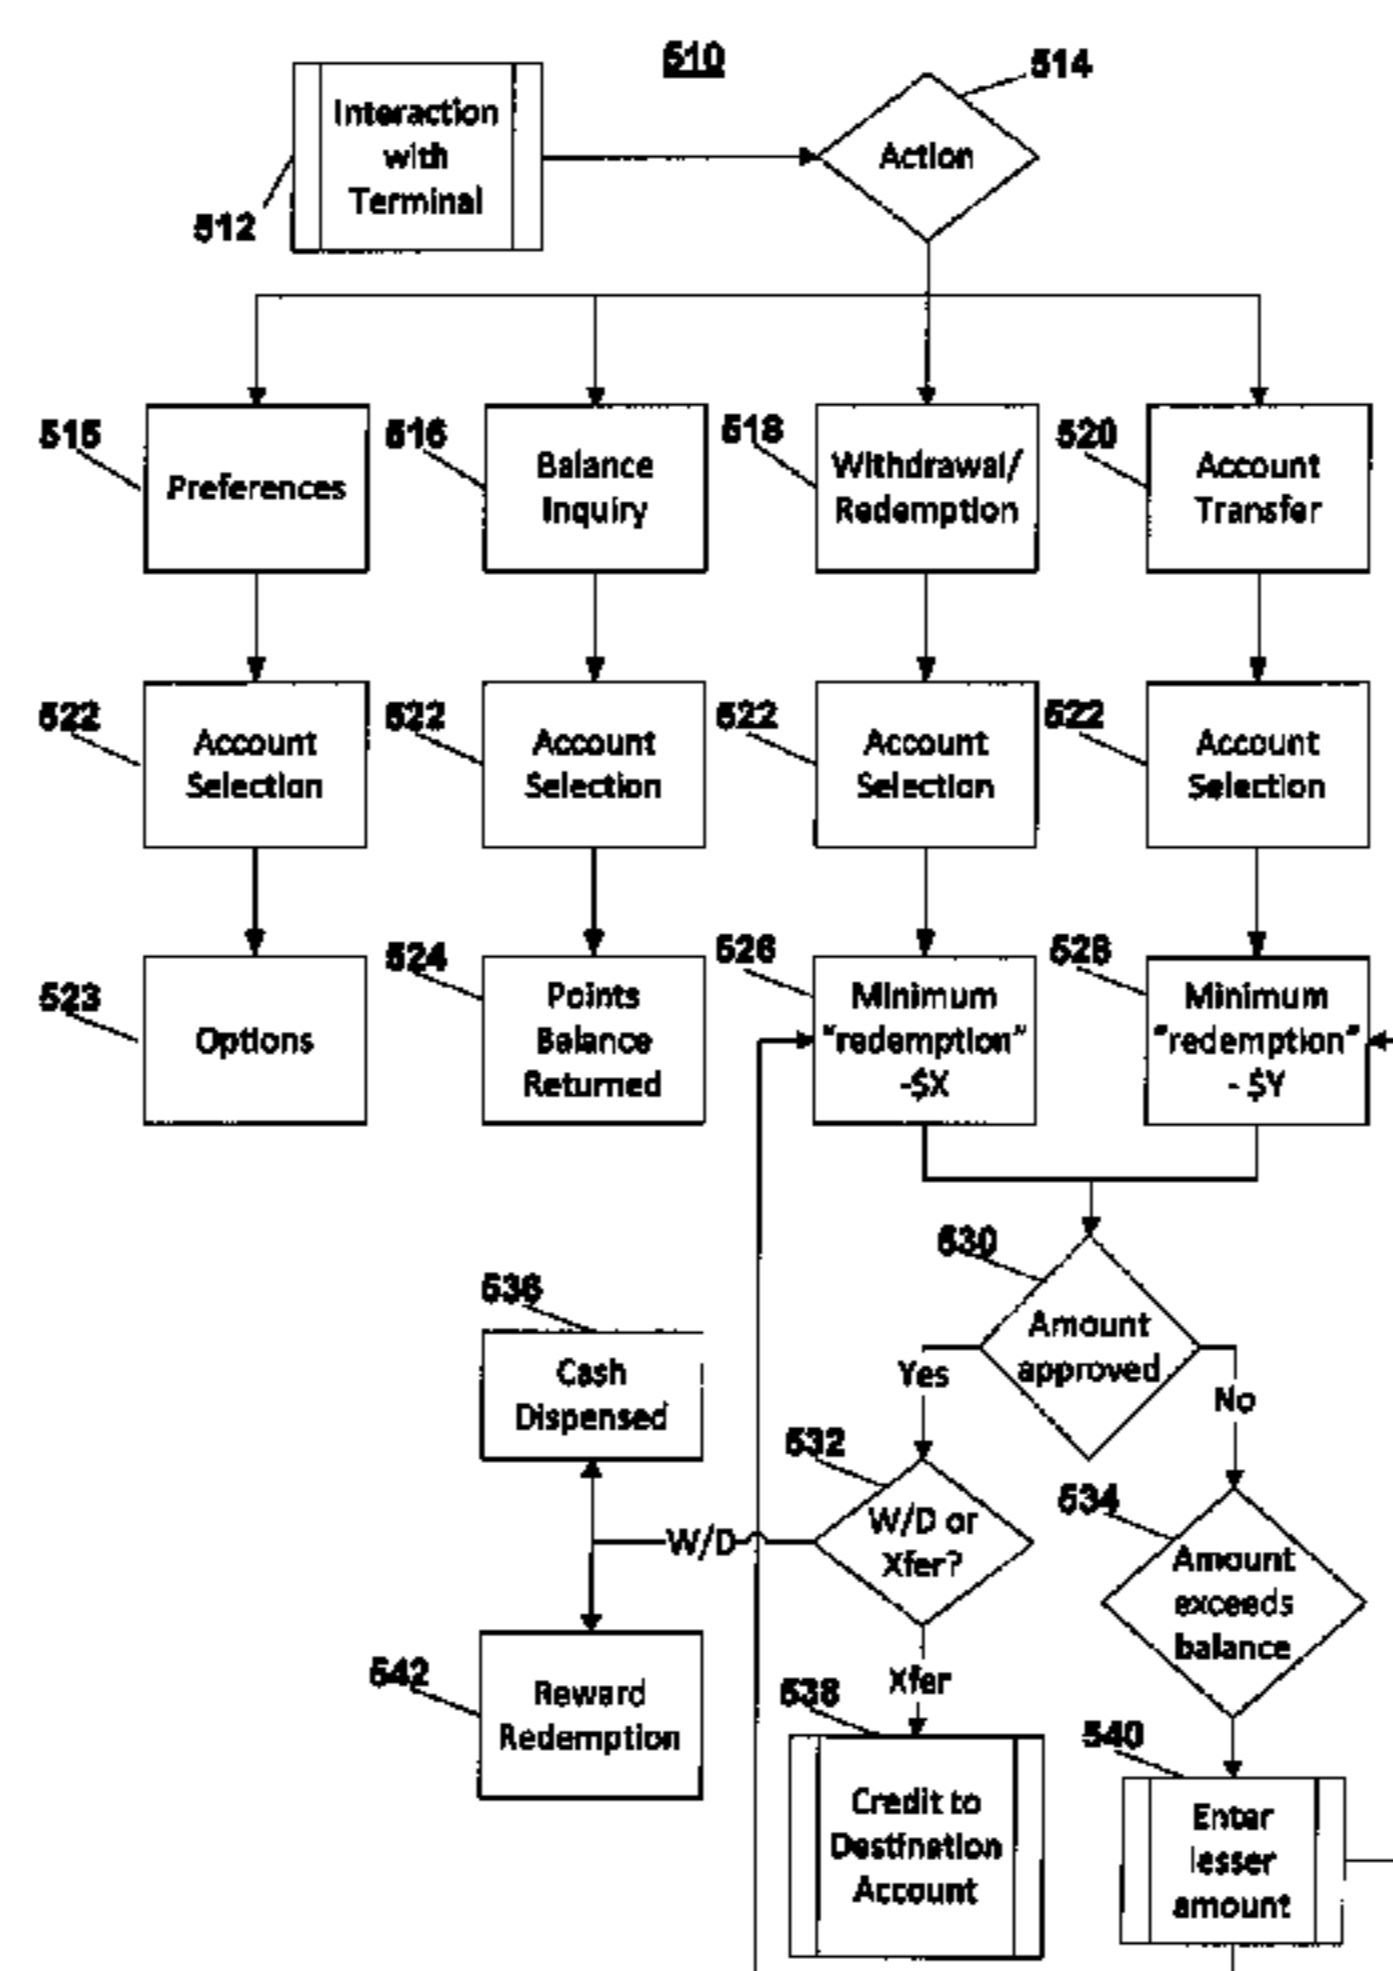 510
514
Interaction
with
Terminal
Action
512
515
516
518
520
Preferences
Balance
Inquiry
Withdrawal/
Redemption
Account
Transfer
522
522
522
522
Account
Selection
Account
Selection
Account
Selection
Account
Selection
523
524
526
528
Options
Points
Balance
Returned
Minimum
"redemption"
-$X
Minimum
"redemption"
- $Y
530
536
Amount
approved
Cash
Dispensed
Yes
No
532
534
W/D
W/D or
Xfer?
Amount
exceeds
balance
542
Reward
Redemption
Xfer
538
540
Credit to
Destination
Account
Enter
lesser
amount